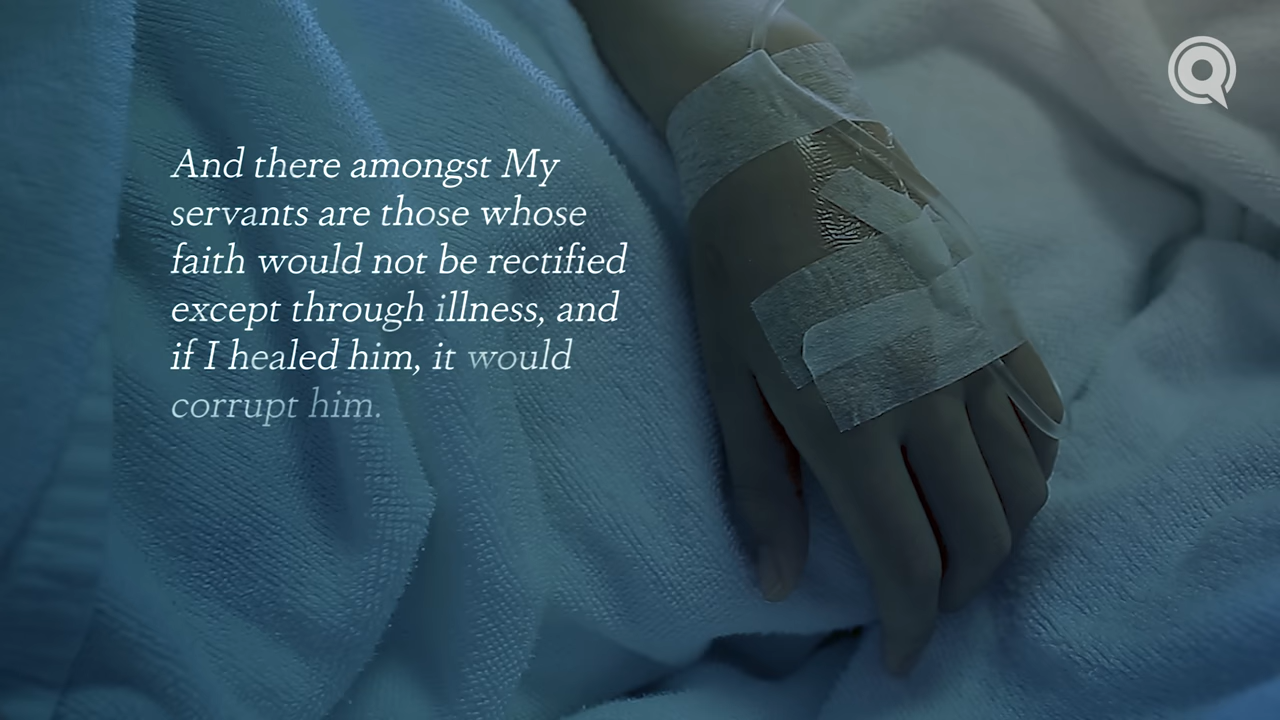 And there amongst My
servants are those whose
faith would not be rectified
except through illness, and
if I healed him, it would
corrupt him.